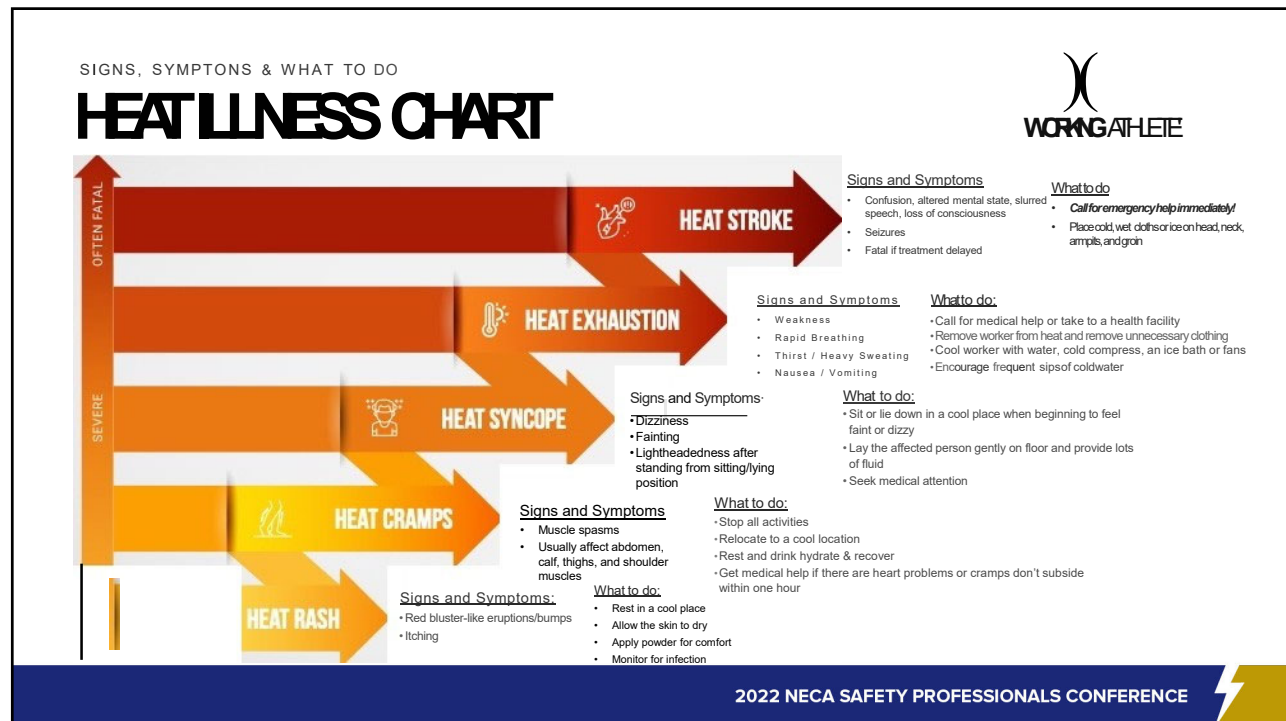 SIGNS, SYMPTONS & WHAT TO DO
HEAT ILLNESS CHART
WORKING ATHLETE
OFTEN FATAL
SEVERE
HEAT STROKE
Signs and Symptoms
• Confusion, altered mental state, slurred
speech, loss of consciousness
• Seizures
• Fatal if treatment delayed
What to do
• Call for emergency help immediately!
• Place cold, wet cloths or ice on head, neck,
armpits, and groin
HEAT EXHAUSTION
Signs and Symptoms
• Weakness
• Rapid Breathing
• Thirst / Heavy Sweating
• Nausea / Vomiting
What to do:
• Call for medical help or take to a health facility
• Remove worker from heat and remove unnecessary clothing
• Cool worker with water, cold compress, an ice bath or fans
• Encourage frequent sips of cold water
HEAT SYNCOPE
Signs and Symptoms
• Dizziness
• Fainting
• Lightheadedness after
standing from sitting/lying
position
What to do:
• Sit or lie down in a cool place when beginning to feel
faint or dizzy
• Lay the affected person gently on floor and provide lots
of fluid
• Seek medical attention
HEAT CRAMPS
Signs and Symptoms
• Muscle spasms
• Usually affect abdomen,
calf, thighs, and shoulder
muscles
What to do:
• Stop all activities
• Relocate to a cool location
• Rest and drink hydrate & recover
• Get medical help if there are heart problems or cramps don't subside
within one hour
HEAT RASH
Signs and Symptoms:
• Red bluster-like eruptions/bumps
• Itching
What to do:
• Rest in a cool place
• Allow the skin to dry
• Apply powder for comfort
• Monitor for infection
2022 NECA SAFETY PROFESSIONALS CONFERENCE